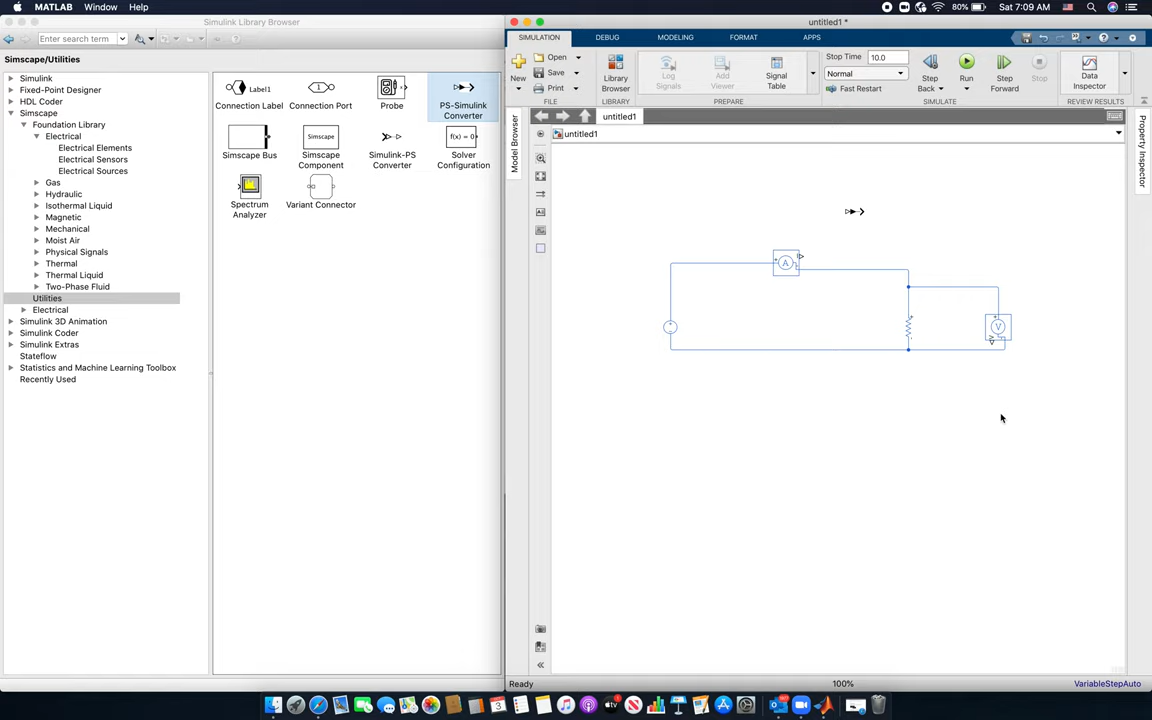 MATLAB Window Help
80%
Sat 7:09 AM
Simulink Library Browser
untitled1 *
Enter search term
SIMULATION DEBUG MODELING FORMAT APPS
Simscape/Utilities
New
Open
Save
Print
FILE
Library
Browser
LIBRARY
Log
Signals
Add
Viewer
Signal
Table
PREPARE
Stop Time 10.0
Normal
Fast Restart
Step
Back
Run
Step
Forward
Stop
SIMULATE
Data
Inspector
REVIEW RESULTS
Simulink
Fixed-Point Designer
HDL Coder
Simscape
Foundation Library
Electrical
Electrical Elements
Electrical Sensors
Electrical Sources
Gas
Hydraulic
Isothermal Liquid
Magnetic
Mechanical
Moist Air
Physical Signals
Thermal
Thermal Liquid
Two-Phase Fluid
Utilities
Electrical
Simulink 3D Animation
Simulink Coder
Simulink Extras
Stateflow
Statistics and Machine Learning Toolbox
Recently Used
Label1
Connection Label
1
Connection Port
Probe
PS-Simulink
Converter
Simscape Bus
Simscape
Simscape
Component
Simulink-PS
Converter
f(x) = 0
Solver
Configuration
Spectrum
Analyzer
Variant Connector
Model Browser
untitled1
untitled1
Property Inspector
A
V
Ready
100%
VariableStepAuto